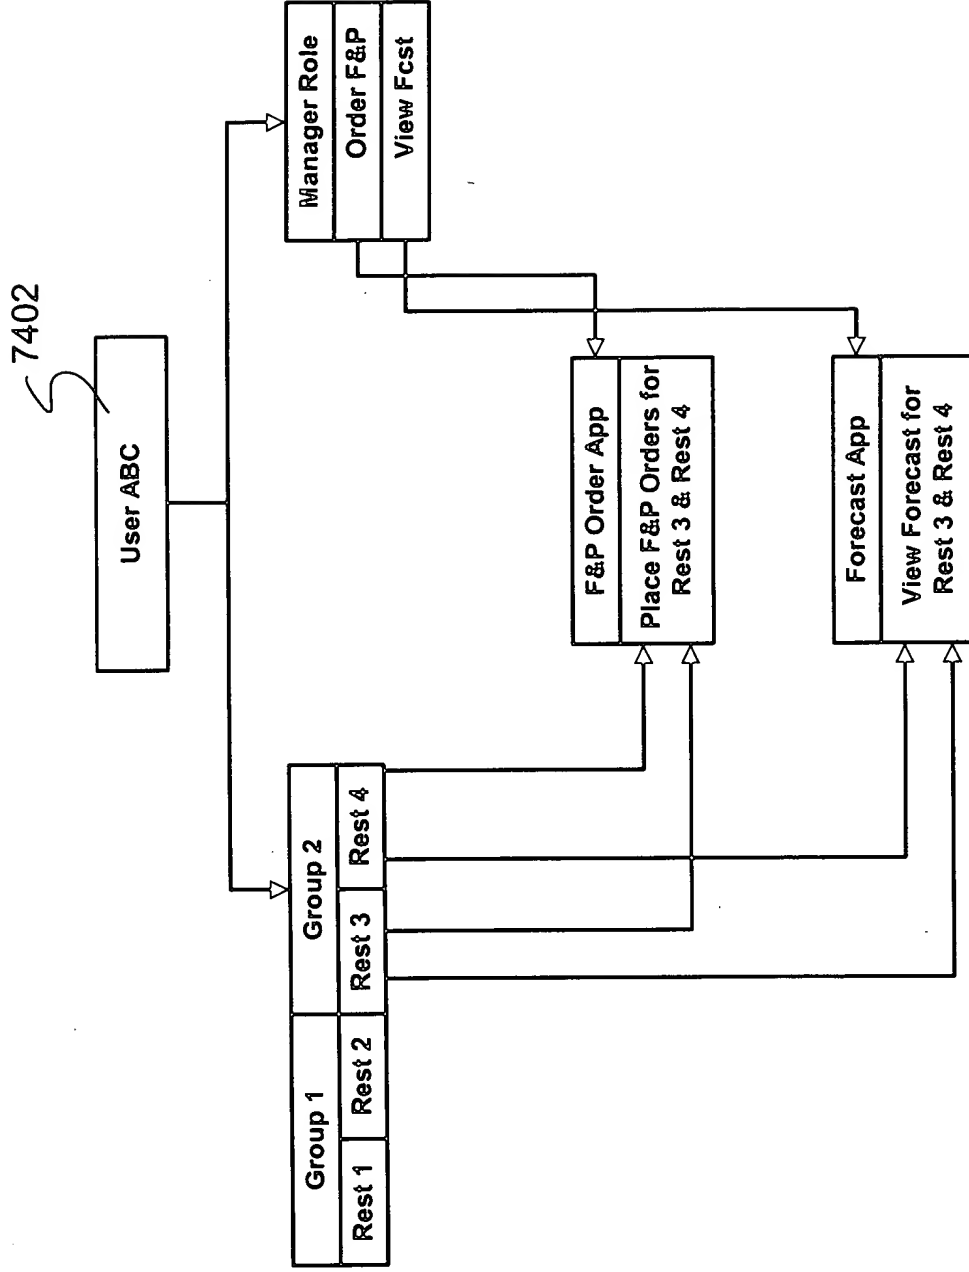 7402
User ABC
Group 1
Group 2
Rest 1
Rest 2
Rest 3
Rest 4
Manager Role
Order F&P
View Fcst
F&P Order App
Place F&P Orders for
Rest 3 & Rest 4
Forecast App
View Forecast for
Rest 3 & Rest 4